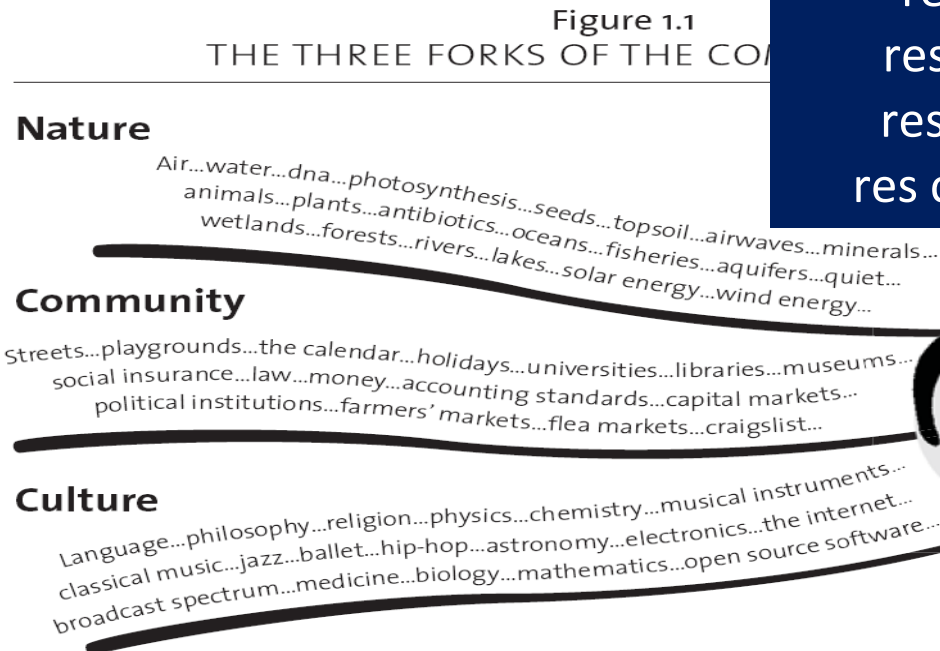 Figure 1.1
THE THREE FORKS OF THE
res
res
res
Nature
Air...water...dna...photosynthesis...seeds...topsoil...airwaves...minerals...
animals...plants...antibiotics...oceans...fisheries...aquifers...quiet...
wetlands...forests...rivers...lakes...solar energy...wind energy...
Community
Streets...playgrounds...the calendar...holidays...universities...libraries...museums...
social insurance...law...money...accounting standards...capital markets...
political institutions...farmers’ markets...flea markets...craigslist...
Culture
Language...philosophy...religion...physics...chemistry...musical instruments...
classical music...jazz...ballet...hip-hop...astronomy...electronics...the internet...
broadcast spectrum...medicine...biology...mathematics...open source software...